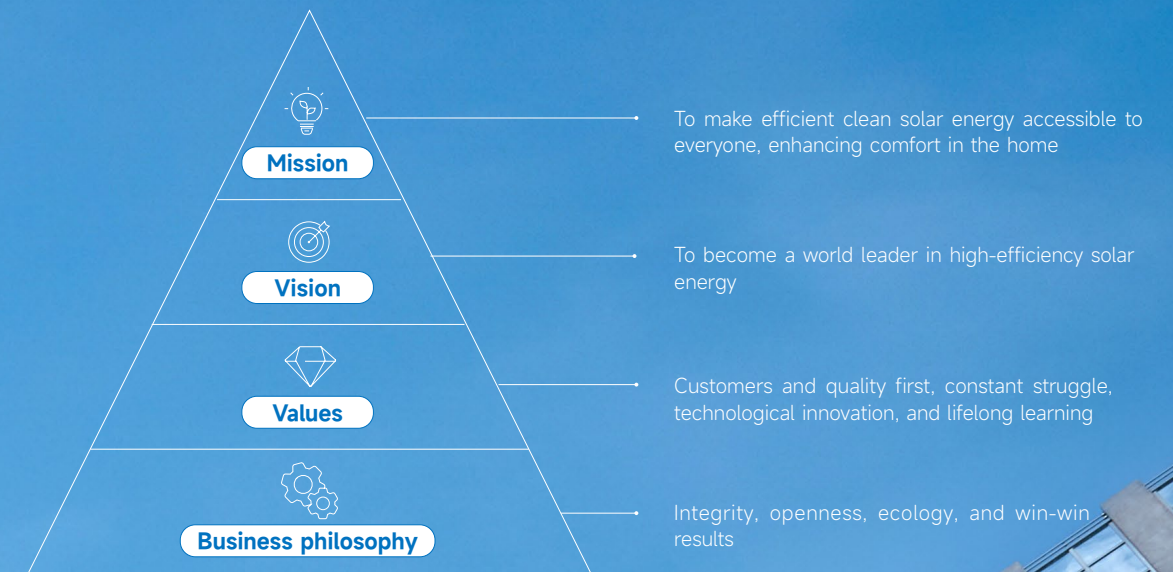 Mission
To make efficient clean solar energy accessible to
everyone, enhancing comfort in the home
Vision
To become a world leader in high-efficiency solar
energy
Values
Customers and quality first, constant struggle,
technological innovation, and lifelong learning
Business philosophy
Integrity, openness, ecology, and win-win
results